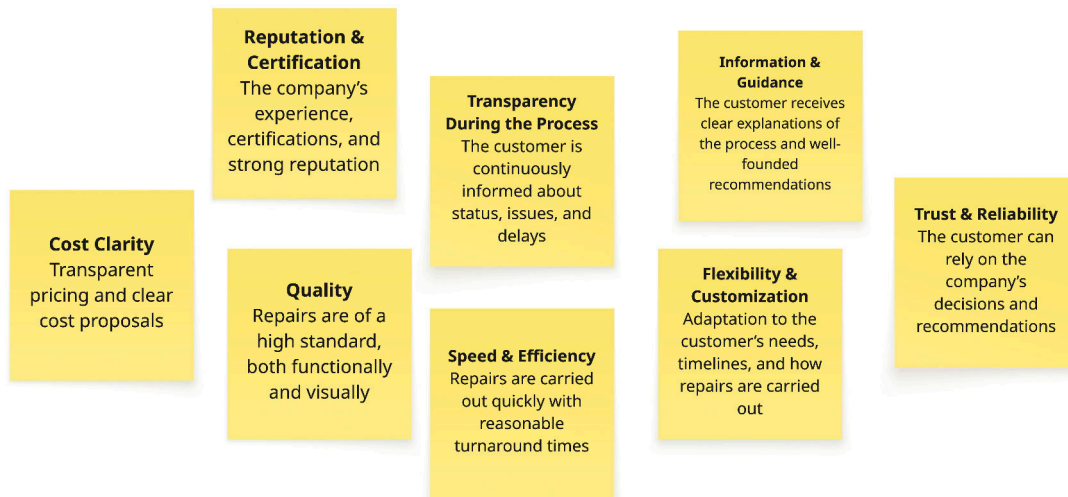 Reputation &
Certification
The company’s
experience,
certifications, and
strong reputation
Transparency
During the Process
The customer is
continuously
informed about
status, issues, and
delays
Information &
Guidance
The customer receives
clear explanations of
the process and well-
founded
recommendations
Cost Clarity
Transparent
pricing and clear
cost proposals
Quality
Repairs are of a
high standard,
both functionally
and visually
Speed & Efficiency
Repairs are carried
out quickly with
reasonable
turnaround times
Flexibility &
Customization
Adaptation to the
customer’s needs,
timelines, and how
repairs are carried
out
Trust & Reliability
The customer can
rely on the
company’s
decisions and
recommendations